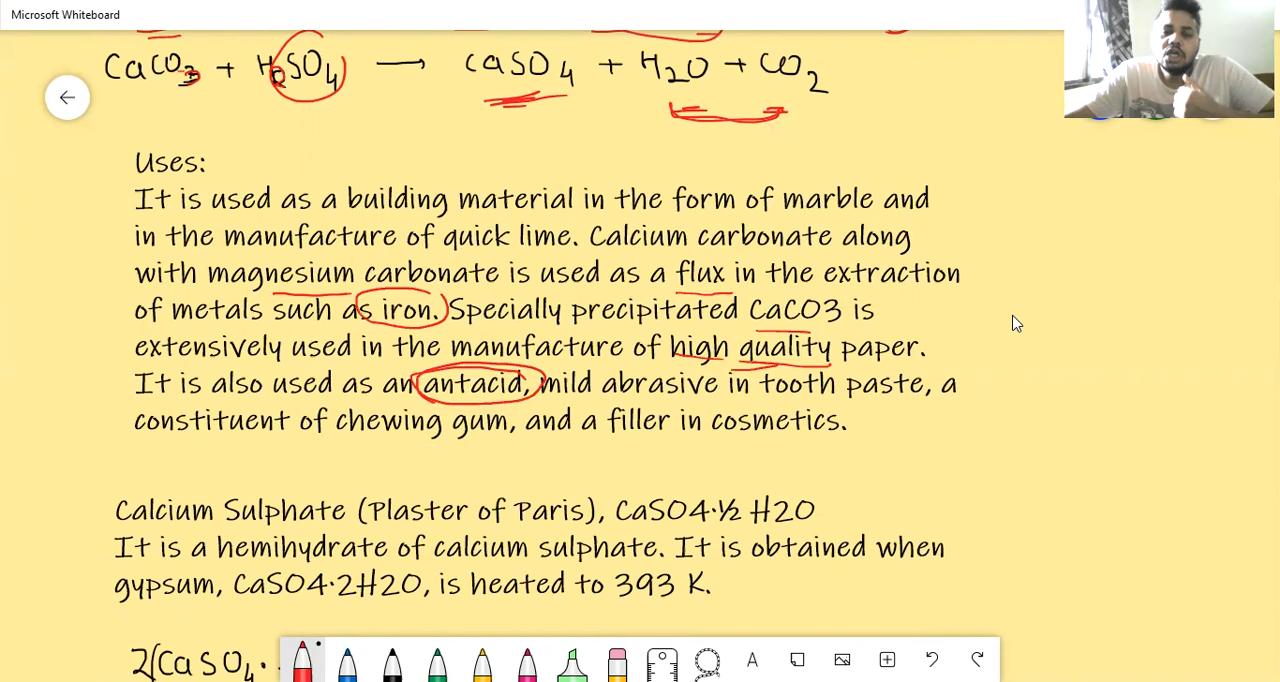 Microsoft Whiteboard
CaCO3 + H2SO4 → CaSO4 + H2O + CO2
Uses:
It is used as a building material in the form of marble and
in the manufacture of quick lime. Calcium carbonate along
with magnesium carbonate is used as a flux in the extraction
of metals such as iron. Specially precipitated CaCO3 is
extensively used in the manufacture of high quality paper.
It is also used as an antacid, mild abrasive in tooth paste, a
constituent of chewing gum, and a filler in cosmetics.
Calcium Sulphate (Plaster of Paris), CaSO4·½ H2O
It is a hemihydrate of calcium sulphate. It is obtained when
gypsum, CaSO4·2H2O, is heated to 393 K.
2(CaSO4·
A